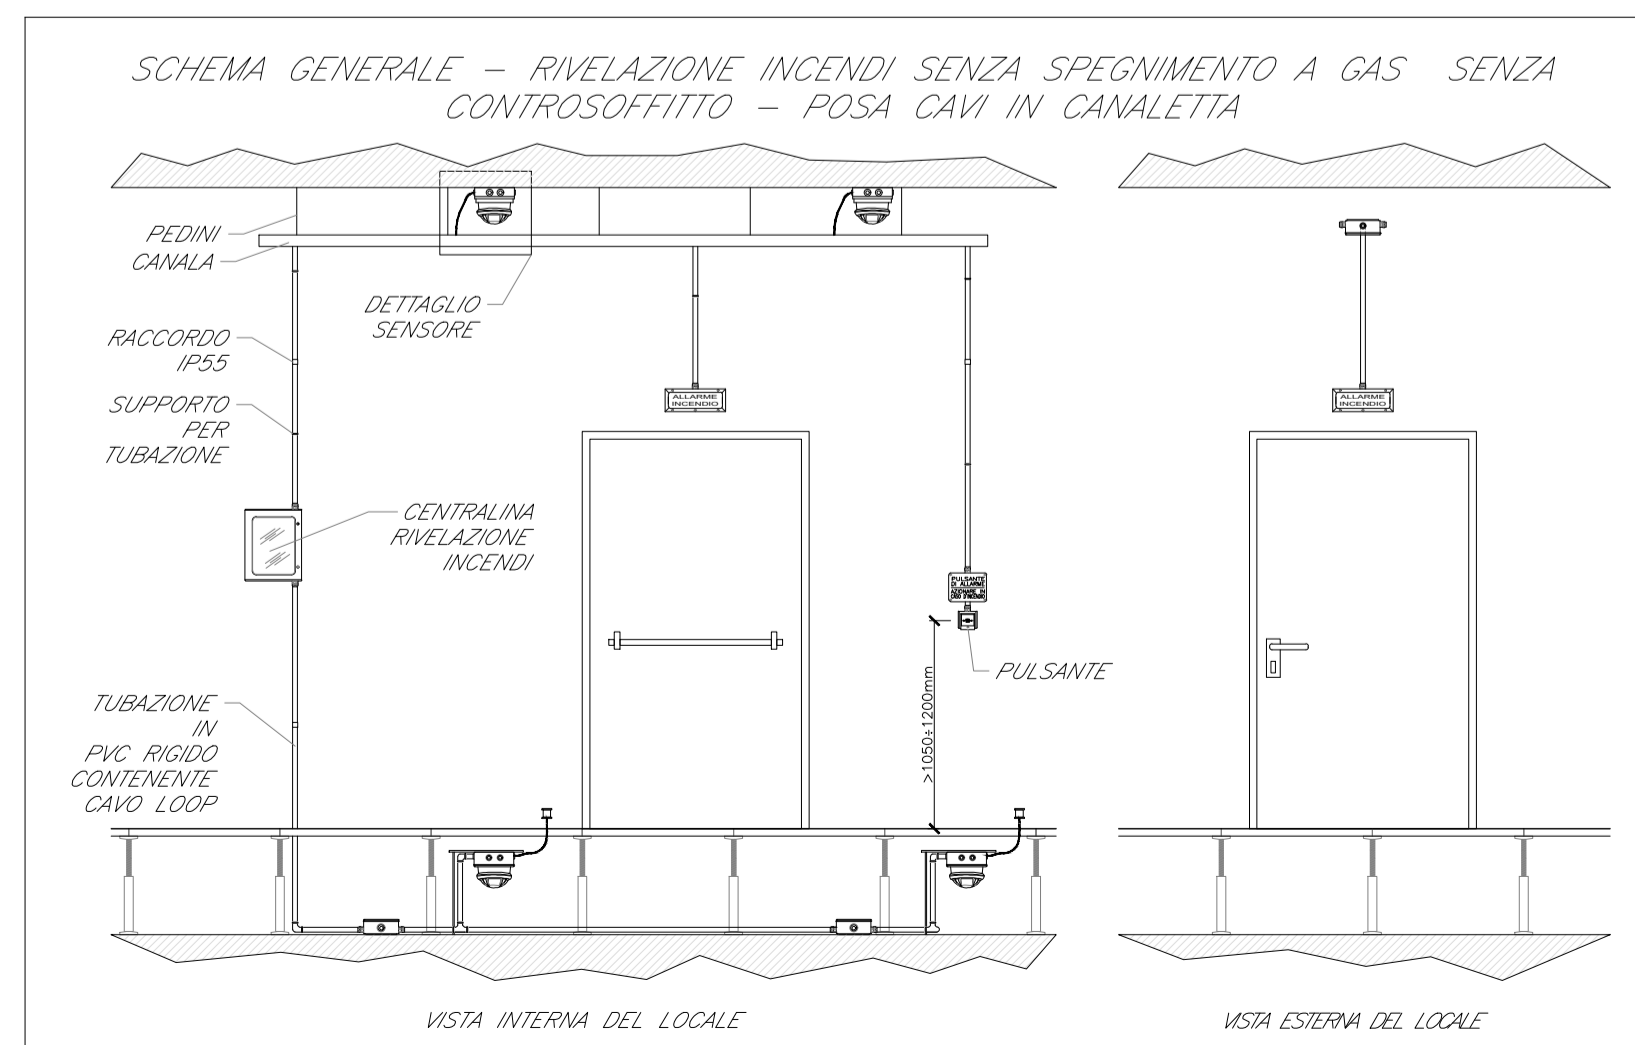 SCHEMA GENERALE – RIVELAZIONE INCENDI SENZA SPEGNIMENTO A GAS SENZA
CONTROSOFFITTO – POSA CAVI IN CANALETTA
PEDINI
CANALA
DETTAGLIO
SENSORE
RACCORDO
IP55
SUPPORTO
PER
TUBAZIONE
ALLARME
INCENDIO
ALLARME
INCENDIO
CENTRALINA
RIVELAZIONE
INCENDI
PULSANTE
DI ALLARME
AZIONARE IN
CASO D'INCENDIO
PULSANTE
>1050÷1200mm
TUBAZIONE
IN
PVC RIGIDO
CONTENENTE
CAVO LOOP
VISTA INTERNA DEL LOCALE
VISTA ESTERNA DEL LOCALE